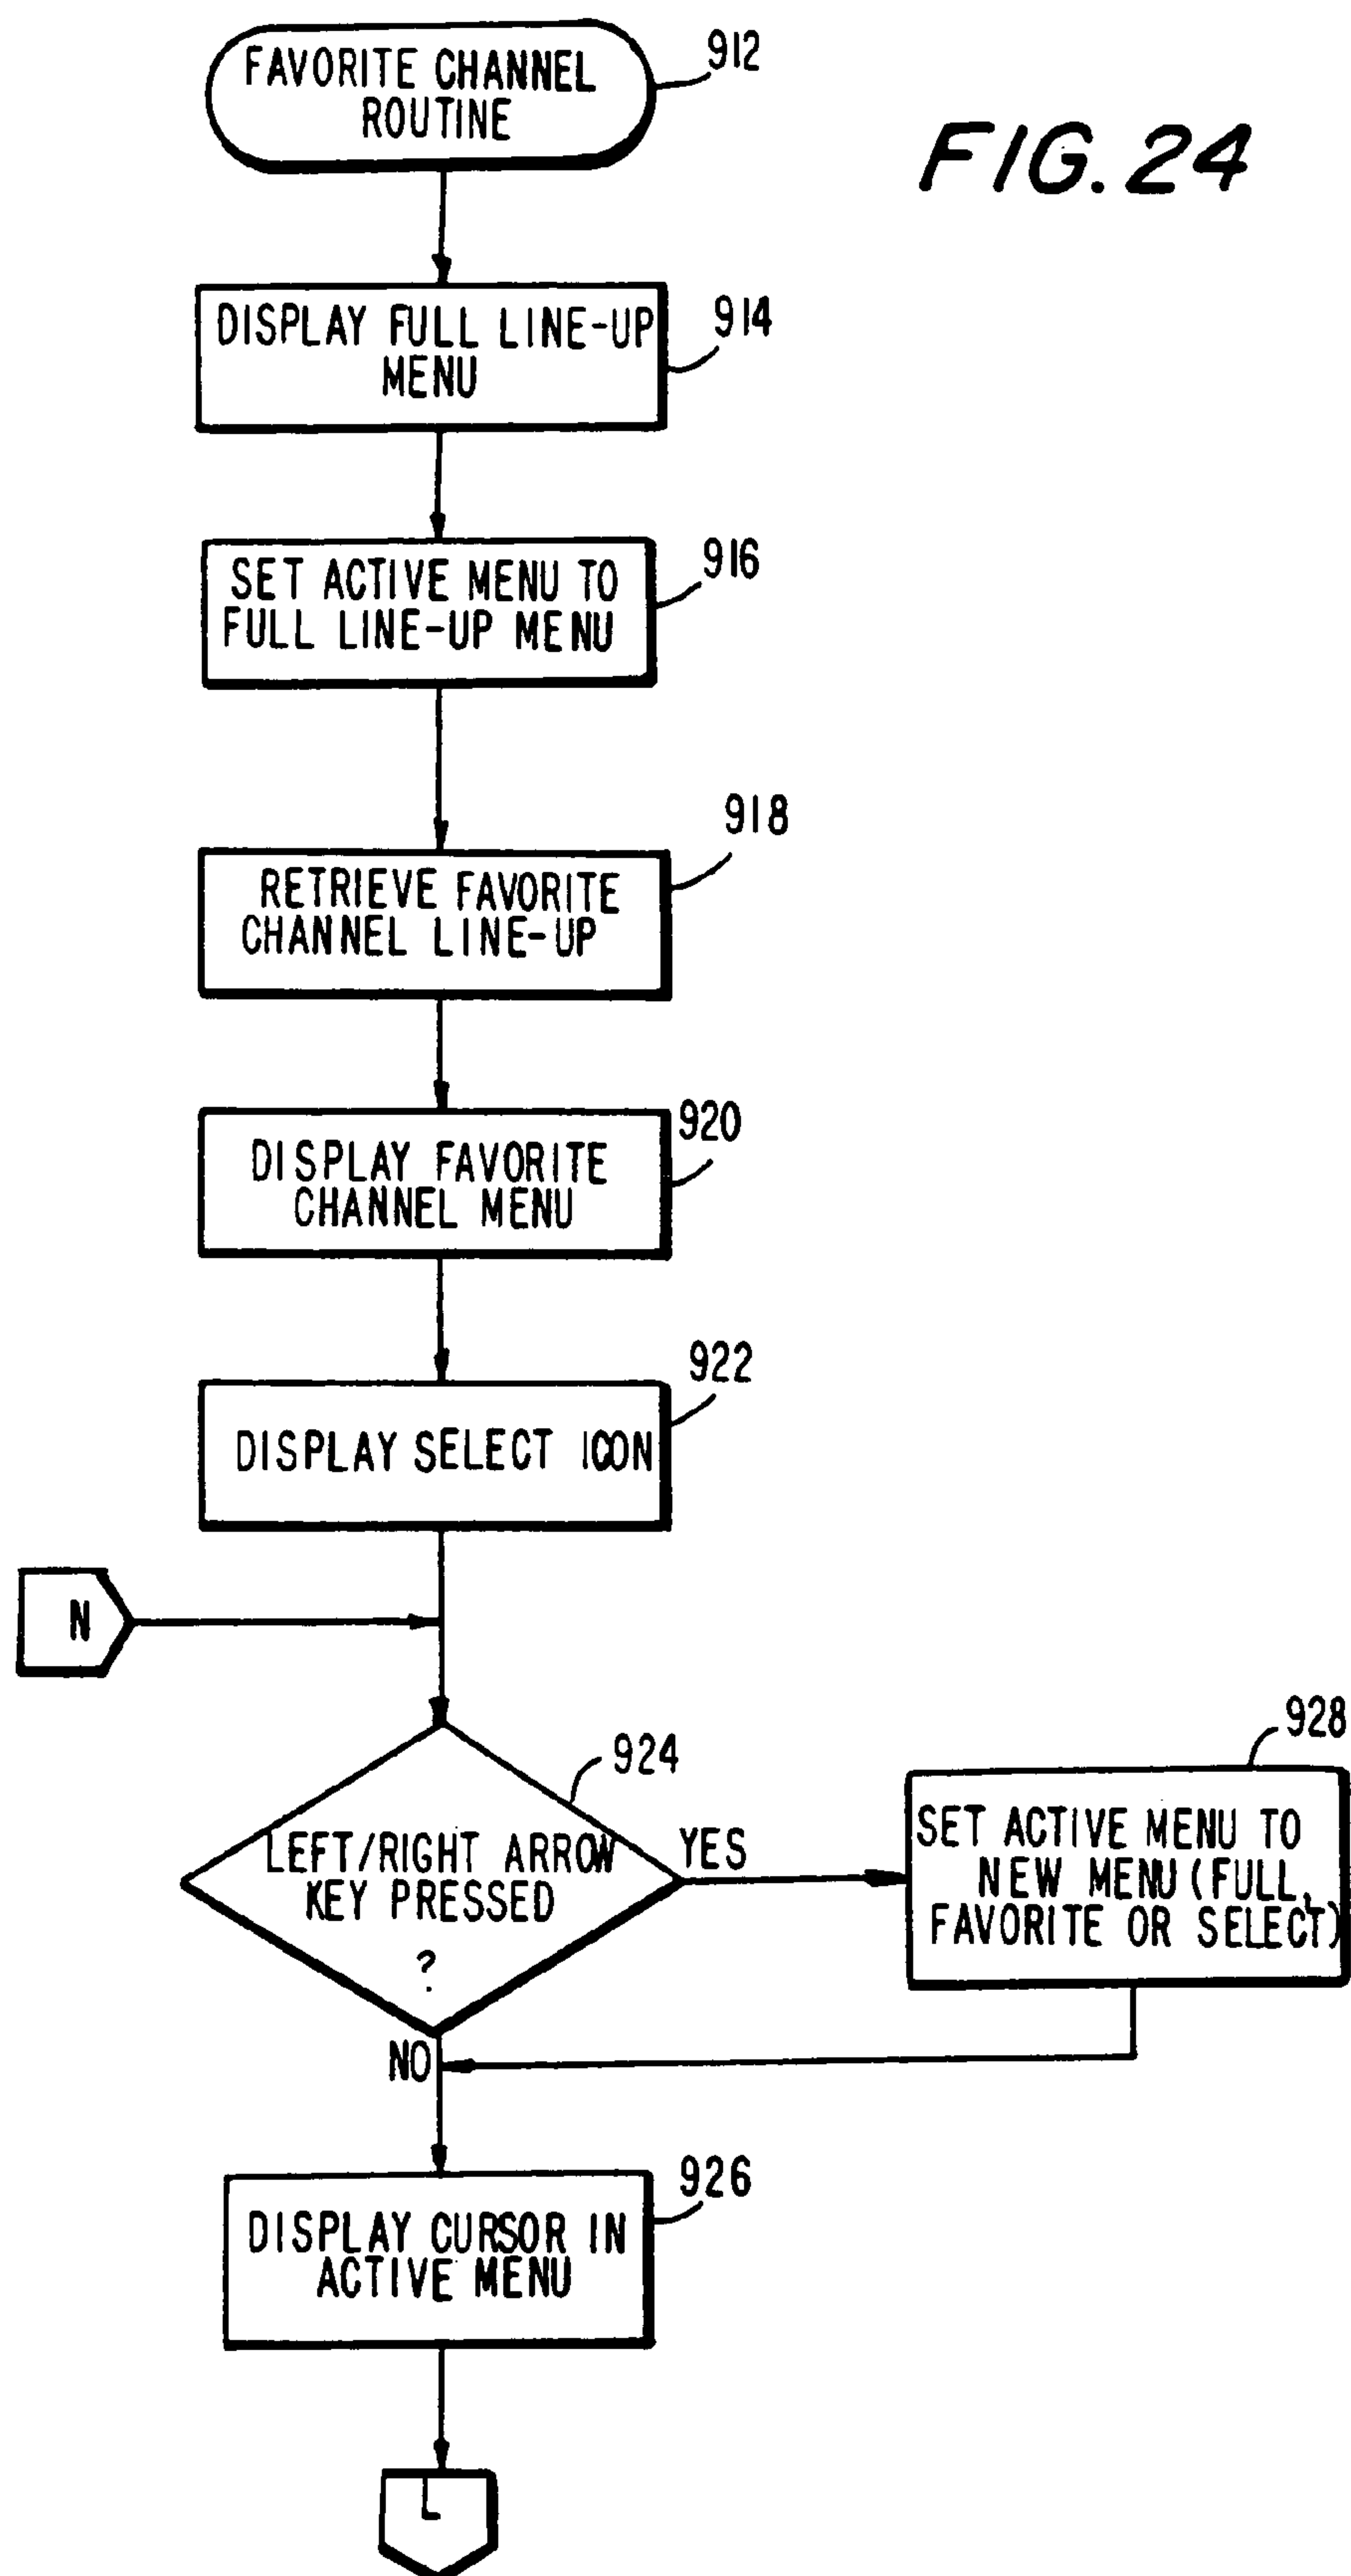 FAVORITE CHANNEL
ROUTINE
912
FIG. 24
DISPLAY FULL LINE-UP
MENU
914
SET ACTIVE MENU TO
FULL LINE-UP MENU
916
RETRIEVE FAVORITE
CHANNEL LINE-UP
918
DISPLAY FAVORITE
CHANNEL MENU
920
DISPLAY SELECT ICON
922
N
LEFT/RIGHT ARROW
KEY PRESSED
?
924
YES
SET ACTIVE MENU TO
NEW MENU (FULL,
FAVORITE OR SELECT)
928
NO
DISPLAY CURSOR IN
ACTIVE MENU
926
L